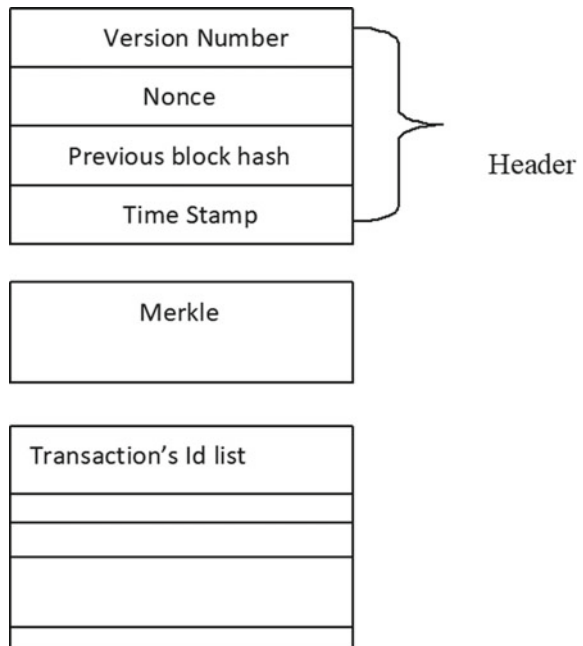 Version Number
Nonce
Previous block hash
Header
Time Stamp
Merkle
Transaction's Id list